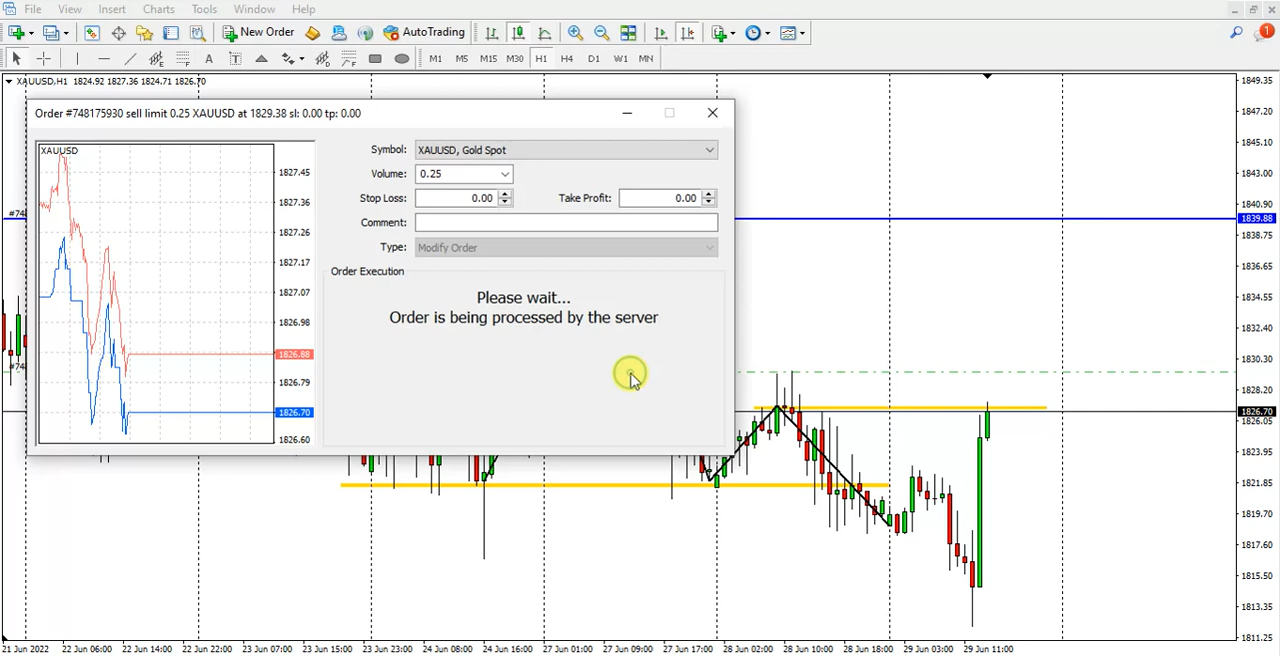 File View Insert Charts Tools Window Help
New Order AutoTrading 1
A T M1 M5 M15 M30 H1 H4 D1 W1 MN
XAUUSD,H1 1824.92 1827.36 1824.71 1826.70
Order #748175930 sell limit 0.25 XAUUSD at 1829.38 sl: 0.00 tp: 0.00
XAUUSD
1827.45
1827.36
1827.26
1827.17
1827.07
1826.98
1826.88
1826.79
1826.70
1826.60
Symbol: XAUUSD, Gold Spot
Volume: 0.25
Stop Loss: 0.00 Take Profit: 0.00
Comment:
Type: Modify Order
Order Execution
Please wait...
Order is being processed by the server
#74
#74
1849.35
1847.20
1845.10
1843.00
1840.90
1839.88
1838.75
1836.65
1834.55
1832.40
1830.30
1828.20
1826.70
1826.05
1823.95
1821.85
1819.70
1817.60
1815.50
1813.35
1811.25
21 Jun 2022 22 Jun 06:00 22 Jun 14:00 22 Jun 22:00 23 Jun 07:00 23 Jun 15:00 24 Jun 00:00 24 Jun 08:00 24 Jun 16:00 27 Jun 01:00 27 Jun 09:00 27 Jun 17:00 28 Jun 02:00 28 Jun 10:00 28 Jun 18:00 29 Jun 03:00 29 Jun 11:00